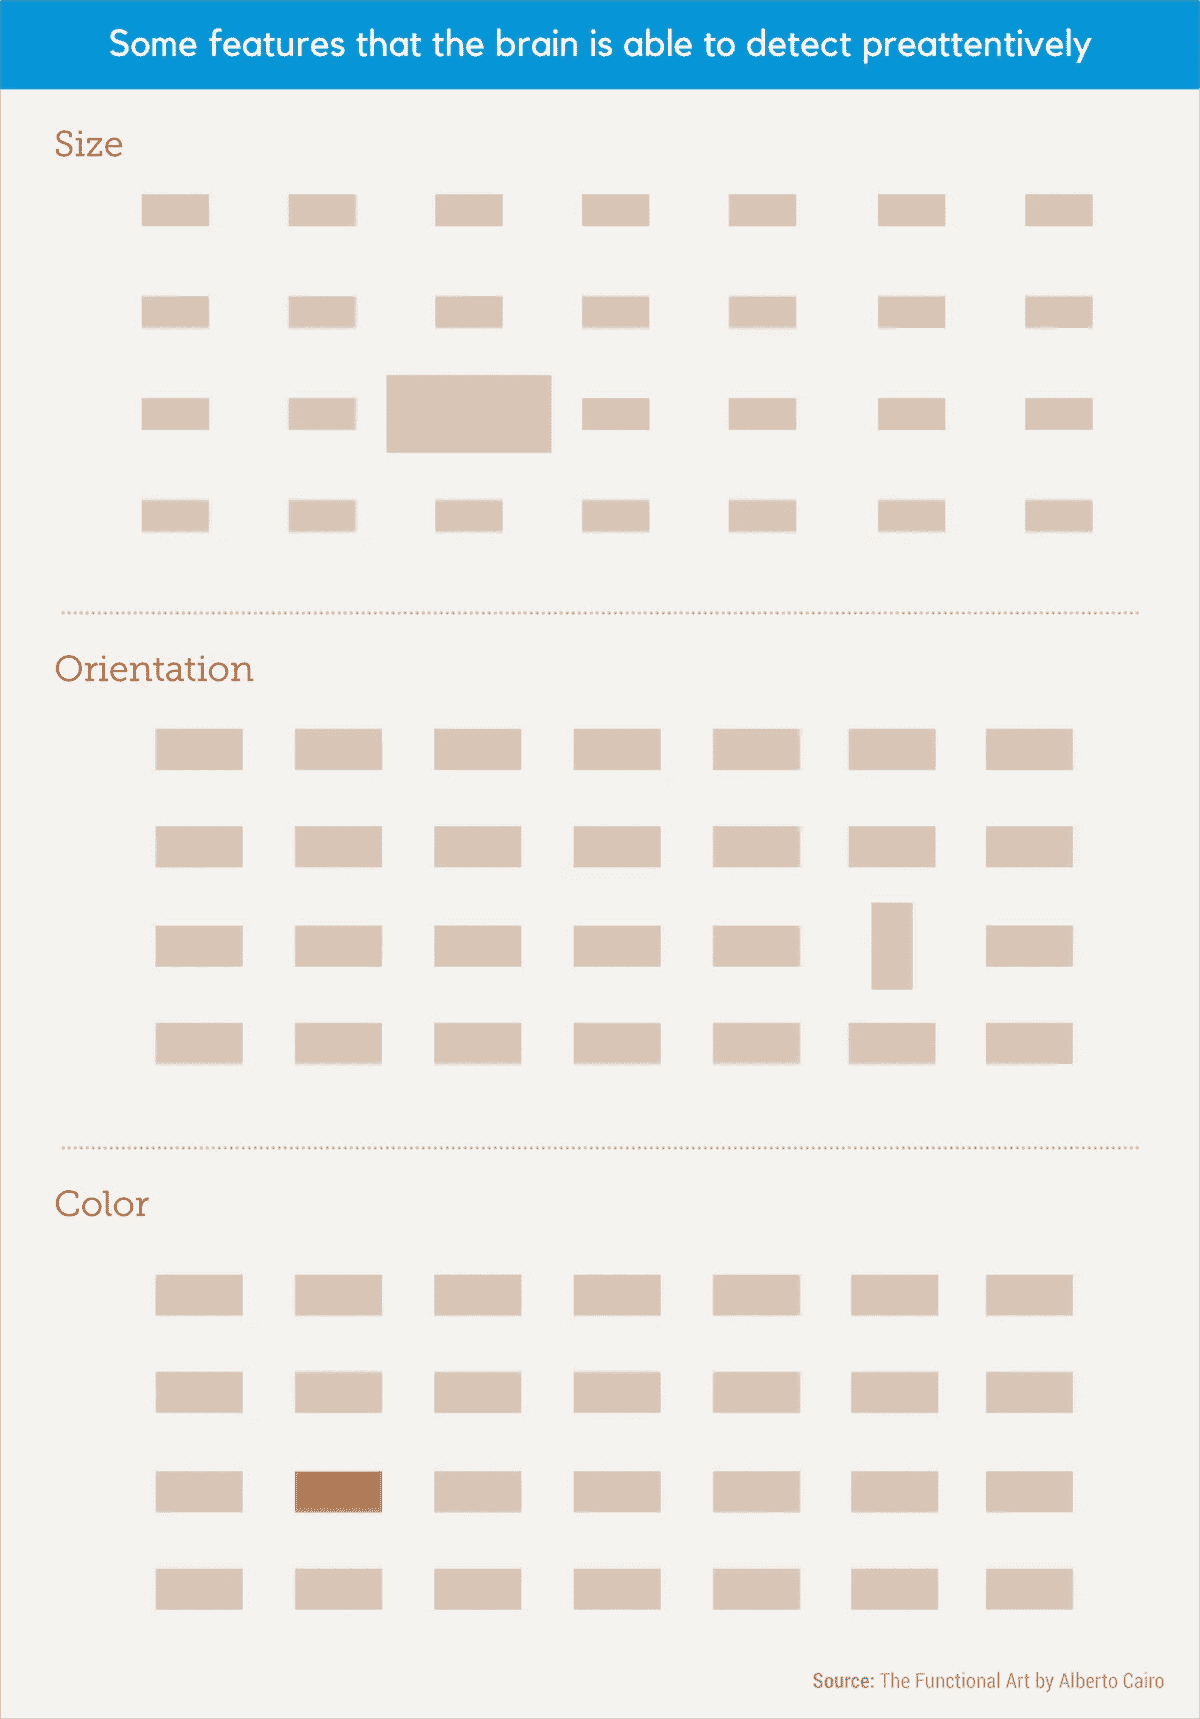 Some features that the brain is able to detect preattentively
Size
Orientation
Color
Source: The Functional Art by Alberto Cairo